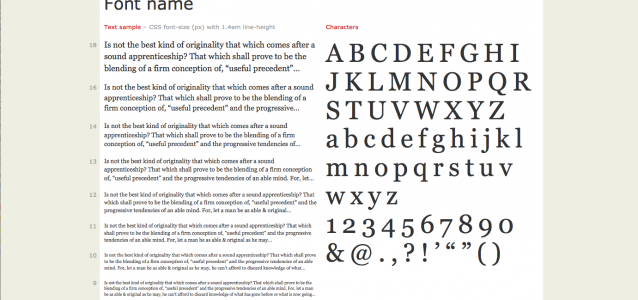 Font name
Text sample – CSS font-size (px) with 1.4em line-height
18
Is not the best kind of originality that which comes after a
sound apprenticeship? That which shall prove to be the
blending of a firm conception of, “useful precedent”...
16
Is not the best kind of originality that which comes after a sound
apprenticeship? That which shall prove to be the blending of a firm
conception of, “useful precedent” and the progressive...
14
Is not the best kind of originality that which comes after a sound
apprenticeship? That which shall prove to be the blending of a firm
conception of, “useful precedent” and the progressive tendencies of...
13
Is not the best kind of originality that which comes after a sound
apprenticeship? That which shall prove to be the blending of a firm conception
of, “useful precedent” and the progressive tendencies of an able mind. For, let...
12
Is not the best kind of originality that which comes after a sound apprenticeship? That
which shall prove to be the blending of a firm conception of, “useful precedent” and the
progressive tendencies of an able mind. For, let a man be able & original...
11
Is not the best kind of originality that which comes after a sound apprenticeship? That which
shall prove to be the blending of a firm conception of, “useful precedent” and the progressive
tendencies of an able mind. For, let a man be able & original as he may...
10
Is not the best kind of originality that which comes after a sound apprenticeship? That which shall prove
to be the blending of a firm conception of, “useful precedent” and the progressive tendencies of an able
mind. For, let a man be as able & original as he may, he can't afford to discard knowledge of what...
9
Is not the best kind of originality that which comes after a sound apprenticeship? That which shall prove to be the
blending of a firm conception of, “useful precedent” and the progressive tendencies of an able mind. For, let a man
be as able & original as he may, he can't afford to discard knowledge of what has gone before or what is now going...
Characters
A B C D E F G H I
J K L M N O P Q R
S T U V W X Y Z
a b c d e f g h i j k l
m n o p q r s t u v
w x y z
1 2 3 4 5 6 7 8 9 0
& @ . , ? ! ’ “ ” ( )